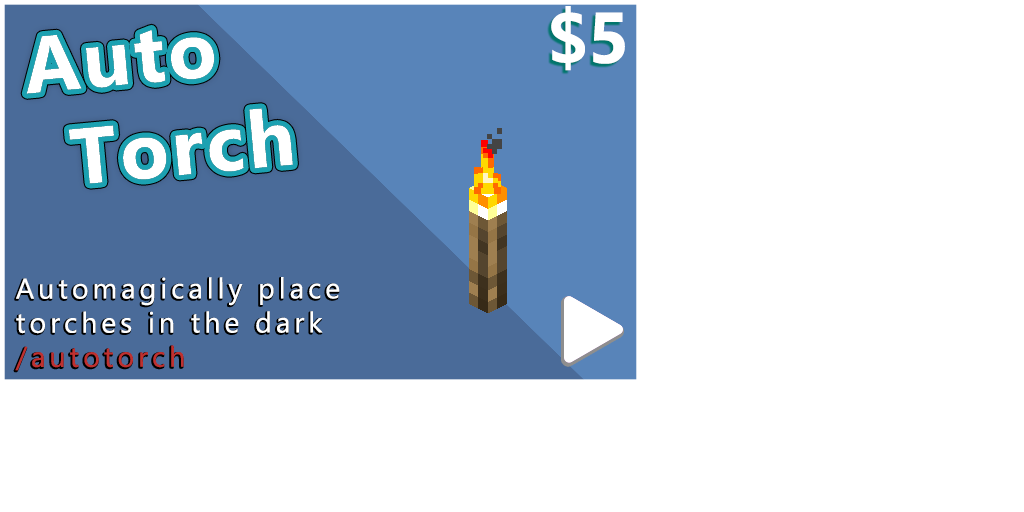 Auto
Torch
$5
Automagically place
torches in the dark
/autotorch